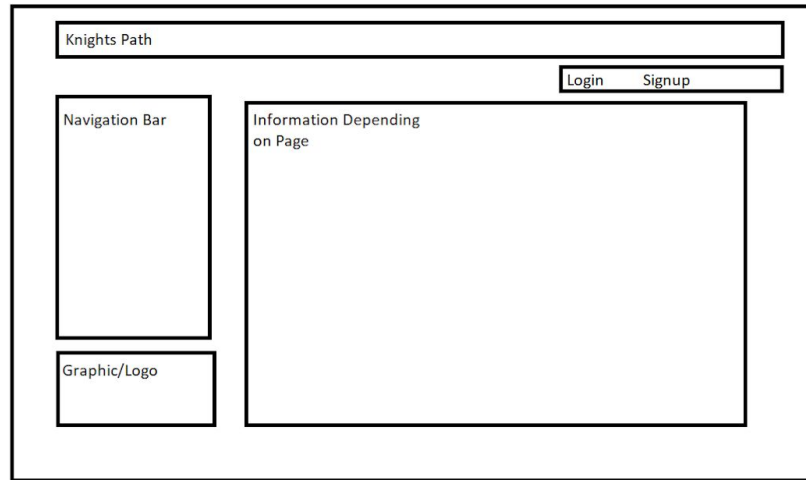 Knights Path
Login Signup
Navigation Bar
Information Depending
on Page
Graphic/Logo